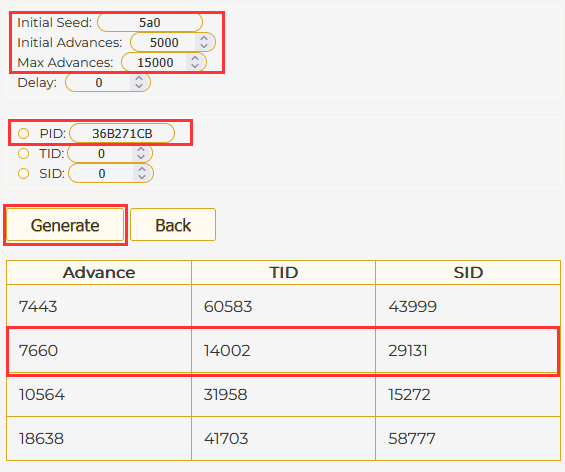 Initial Seed: 5a0
Initial Advances: 5000
Max Advances: 15000
Delay: 0
PID: 36B271CB
TID: 0
SID: 0
Generate Back
Advance TID SID
7443 60583 43999
7660 14002 29131
10564 31958 15272
18638 41703 58777